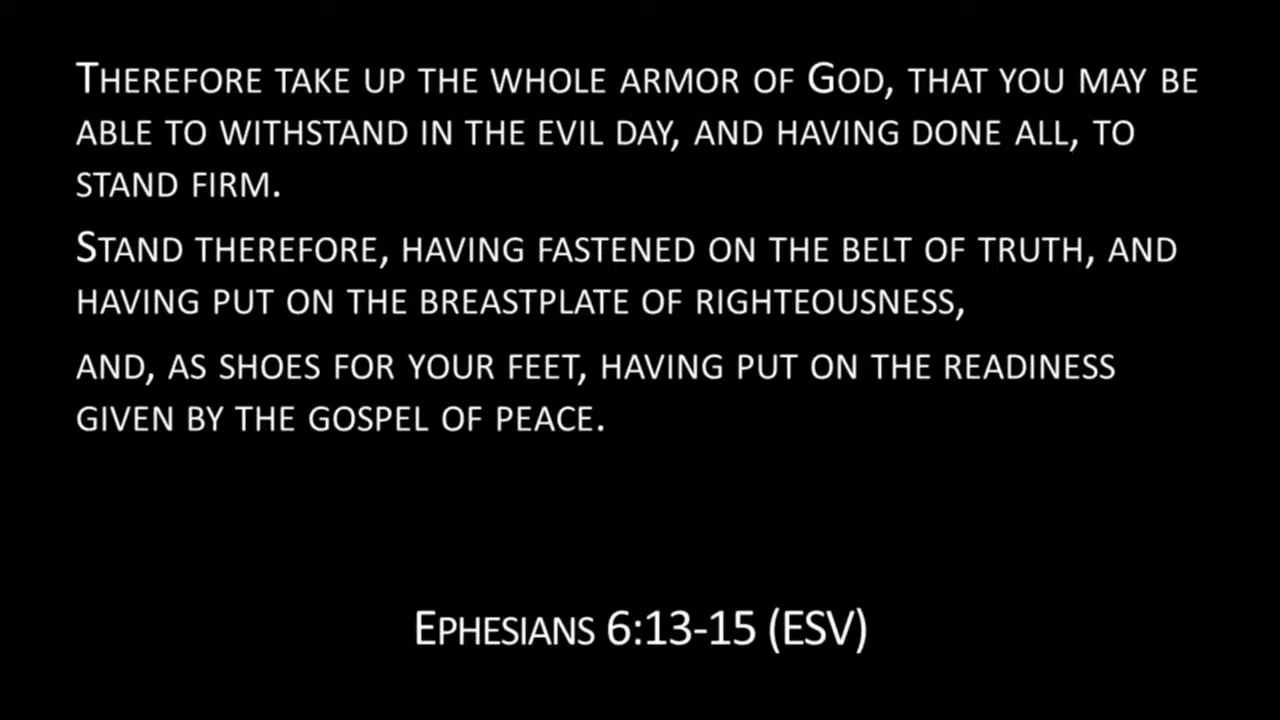 Therefore take up the whole armor of God, that you may be
able to withstand in the evil day, and having done all, to
stand firm.
Stand therefore, having fastened on the belt of truth, and
having put on the breastplate of righteousness,
and, as shoes for your feet, having put on the readiness
given by the gospel of peace.
Ephesians 6:13-15 (ESV)